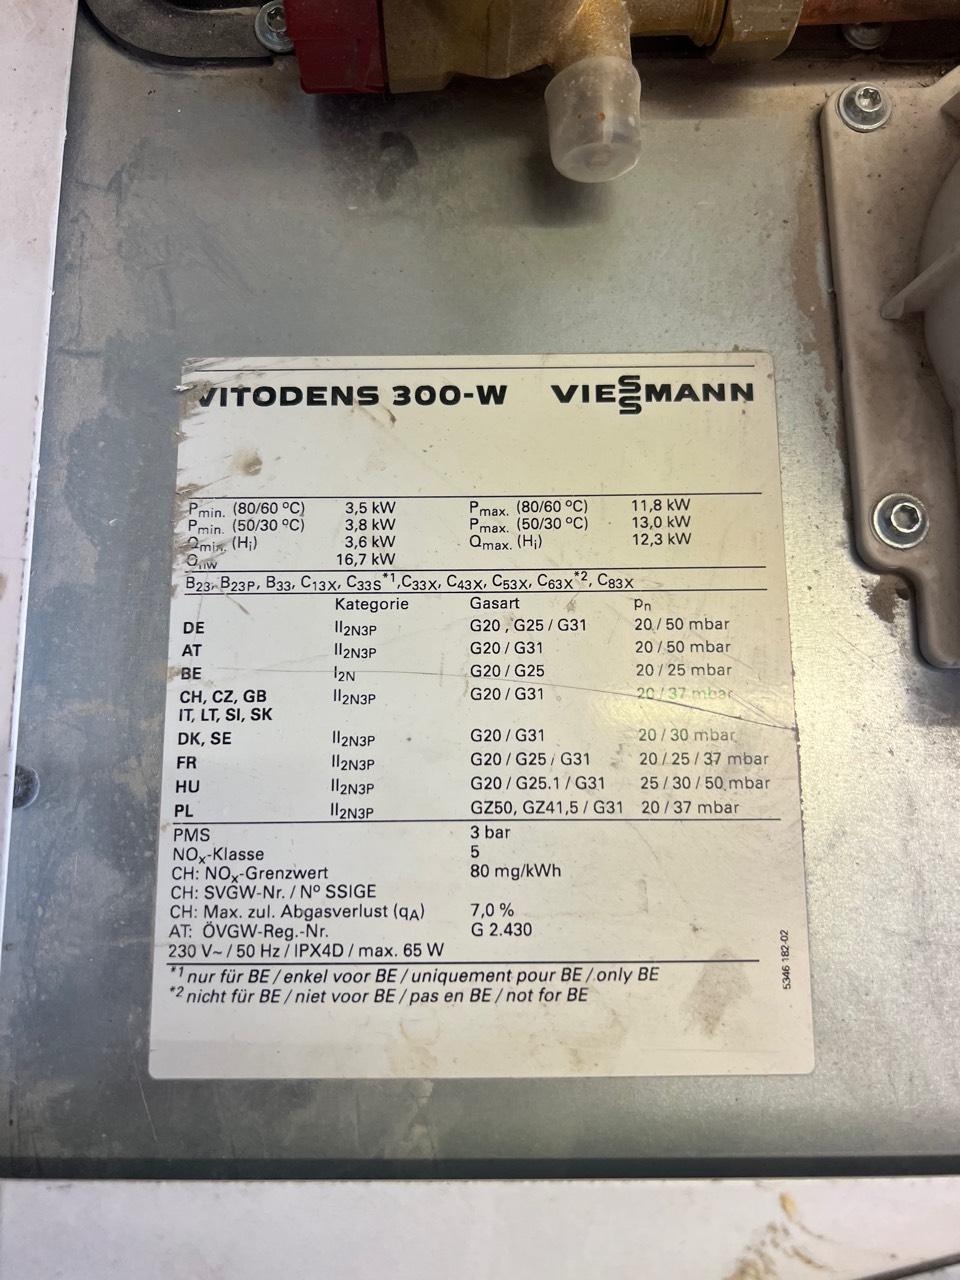 VITODENS 300-W VIESSMANN
Pmin. (80/60 ºC) 3,5 kW Pmax. (80/60 ºC) 11,8 kW
Pmin. (50/30 ºC) 3,8 kW Pmax. (50/30 ºC) 13,0 kW
Qmin. (Hi) 3,6 kW Qmax. (Hi) 12,3 kW
Qnw 16,7 kW
B23, B23P, B33, C13X, C33S*1, C33X, C43X, C53X, C63X*2, C83X
Kategorie Gasart pn
DE II2N3P G20 , G25 / G31 20 / 50 mbar
AT II2N3P G20 / G31 20 / 50 mbar
BE I2N G20 / G25 20 / 25 mbar
CH, CZ, GB II2N3P G20 / G31 20 / 37 mbar
IT, LT, SI, SK
DK, SE II2N3P G20 / G31 20 / 30 mbar
FR II2N3P G20 / G25 / G31 20 / 25 / 37 mbar
HU II2N3P G20 / G25.1 / G31 25 / 30 / 50 mbar
PL II2N3P GZ50, GZ41,5 / G31 20 / 37 mbar
PMS 3 bar
NOx-Klasse 5
CH: NOx-Grenzwert 80 mg/kWh
CH: SVGW-Nr. / Nº SSIGE
CH: Max. zul. Abgasverlust (qA) 7,0 %
AT: ÖVGW-Reg.-Nr. G 2.430
230 V~ / 50 Hz / IPX4D / max. 65 W
*1 nur für BE / enkel voor BE / uniquement pour BE / only BE
*2 nicht für BE / niet voor BE / pas en BE / not for BE
5346 182-02